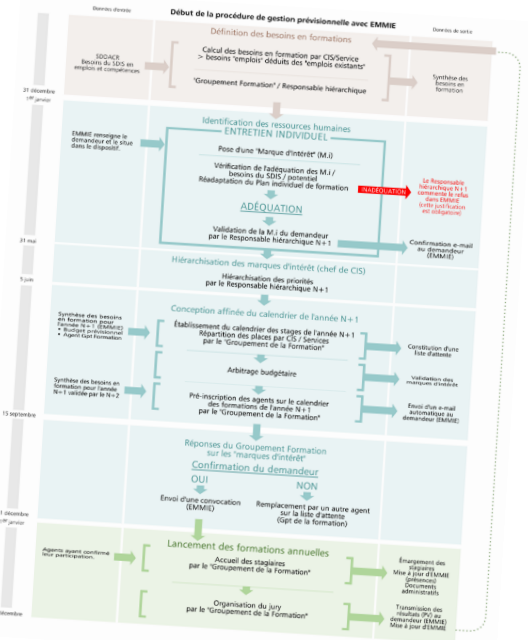 Début de la procédure de gestion prévisionnelle avec EMMIE
Données d'entrée
Données de sortie
Définition des besoins en formations
SDDACR
Besoins du SDIS en
emplois et compétences
Calcul des besoins en formation par CIS/Service
> besoins "emplois" déduits des "emplois existants"
"Groupement Formation" / Responsable hiérarchique
Synthèse des
besoins en
formation
31 décembre
1er janvier
Identification des ressources humaines
ENTRETIEN INDIVIDUEL
EMMIE renseigne le
demandeur et le situe
dans le dispositif.
Pose d'une "Marque d'intérêt" (M.i)
Vérification de l'adéquation des M.i /
besoins du SDIS / potentiel
Réadaptation du Plan individuel de formation
INADÉQUATION
Le Responsable
hiérarchique N+1
commente le refus
dans EMMIE
(cette justification
est obligatoire)
ADÉQUATION
Validation de la M.i du demandeur
par le Responsable hiérarchique N+1
Confirmation e-mail
au demandeur
(EMMIE)
31 mai
Hiérarchisation des marques d'intérêt (chef de CIS)
Hiérarchisation des priorités
par le Responsable hiérarchique N+1
5 juin
Conception affinée du calendrier de l'année N+1
Synthèse des besoins
en formation pour
l'année N+1 (EMMIE)
• Budget prévisionnel
• Agent Gpt Formation
Établissement du calendrier des stages de l'année N+1
Répartition des places par CIS / Services
par le "Groupement de la Formation"
Constitution d'une
liste d'attente
Arbitrage budgétaire
Validation des
marques d'intérêt
Synthèse des besoins en
formation pour l'année
N+1 validée par le N+2
Pré-inscription des agents sur le calendrier
des formations de l'année N+1
par le "Groupement de la Formation"
Envoi d'un e-mail
automatique au
demandeur (EMMIE)
15 septembre
Réponses du Groupement Formation
sur les "marques d'intérêt"
Confirmation du demandeur
OUI
NON
Envoi d'une convocation
(EMMIE)
Remplacement par un autre agent
sur la liste d'attente
(Gpt de la formation)
1 décembre
1er janvier
Lancement des formations annuelles
Agents ayant confirmé
leur participation.
Accueil des stagiaires
par le "Groupement de la Formation"
Émargement des
stagiaires
Mise à jour d'EMMIE
(présences)
Documents
administratifs
Organisation du jury
par le "Groupement de la Formation"
Transmission des
résultats (PV) au
demandeur (EMMIE)
Mise à jour d'EMMIE
décembre